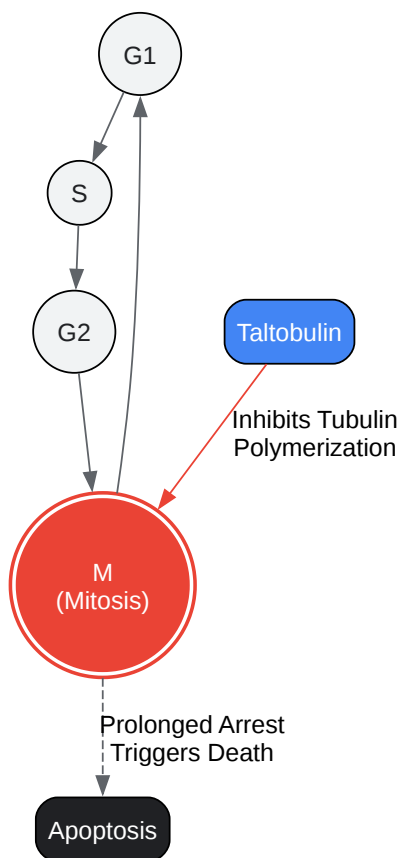 G1
S
G2
Taltobulin
Inhibits Tubulin
Polymerization
M
(Mitosis)
Prolonged Arrest
Triggers Death
Apoptosis